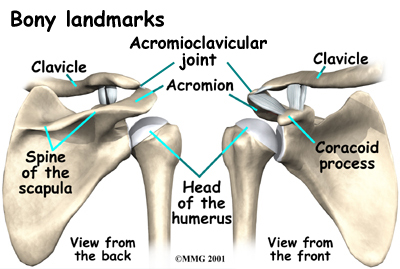 Bony landmarks
Acromioclavicular
joint
Clavicle
Clavicle
Acromion
Spine
of the
scapula
Coracoid
process
Head
of the
humerus
View from
the back
©MMG 2001
View from
the front